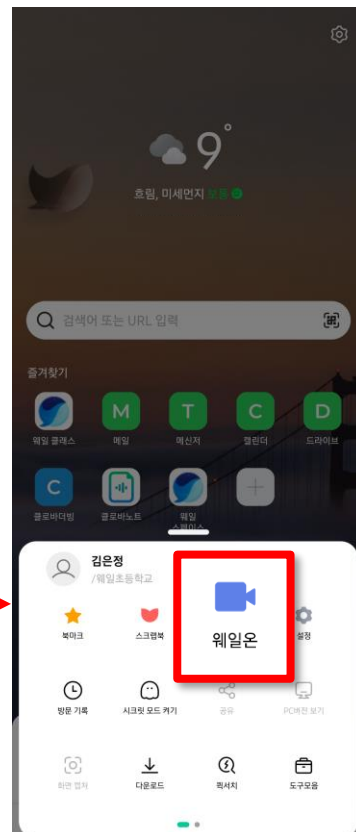 9°
흐림, 미세먼지 보통
검색어 또는 URL 입력
즐겨찾기
M T C D
웨일 클래스 메일 메신저 캘린더 드라이브
C
클로바더빙 클로바노트 웨일 스페이스
김은정
/웨일초등학교
북마크 스크랩북 웨일온 설정
방문 기록 시크릿 모드 켜기 공유 PC버전 보기
화면 캡처 다운로드 퀵서치 도구모음